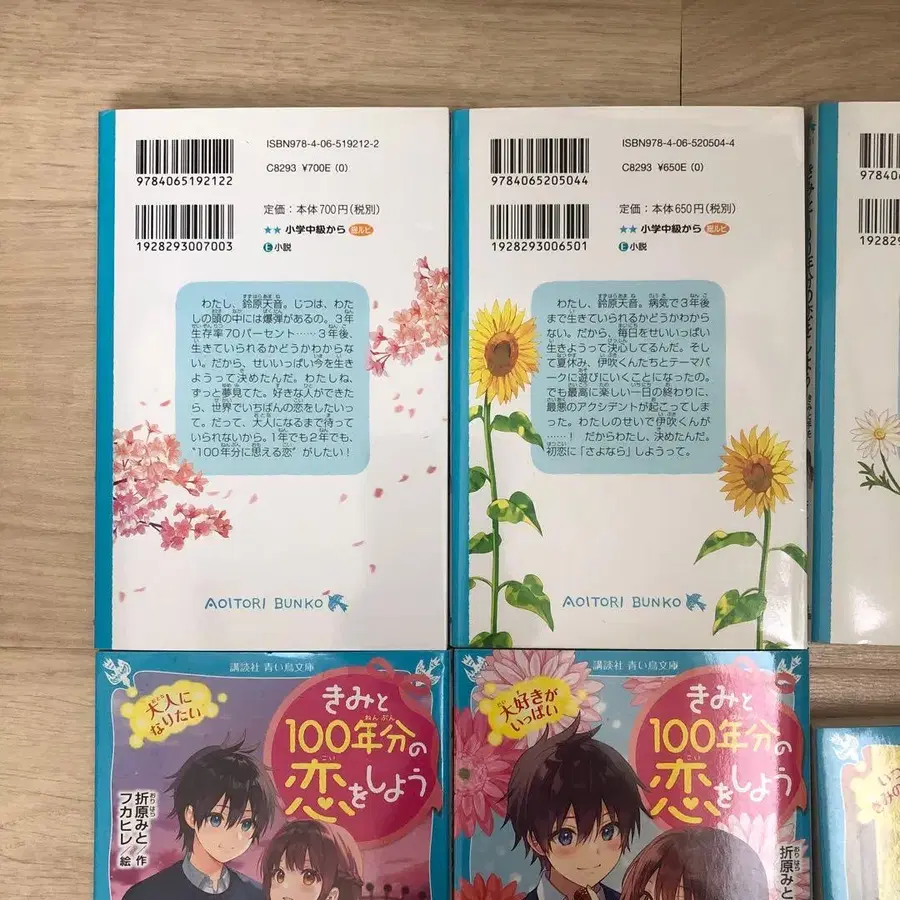 ISBN978-4-06-519212-2
9784065192122
C8293 ¥700E (0)
定価：本体700円(税別)
★★ 小学中級から 総ルビ
1928293007003
E 小説
わたし、鈴原天音。じつは、わた
しの頭の中には爆弾があるの。3年
生存率70パーセント……3年後、
生きていられるかどうかわからな
い。だから、せいいっぱい今を生き
ようって決めたんだ。わたしね、
ずっと夢見てた。好きな人ができた
ら、世界でいちばんの恋をしたいっ
て。だって、大人になるまで待って
いられないから。1年でも2年でも、
“100年分に思える恋”がしたい！
AOITORI BUNKO
ISBN978-4-06-520504-4
9784065205044
C8293 ¥650E (0)
定価：本体650円(税別)
★★ 小学中級から 総ルビ
1928293006501
E 小説
わたし、鈴原天音。病気で3年後
まで生きていられるかどうかわから
ない。だから、毎日をせいいっぱい
生きようって決心してるんだ。そし
て夏休み、伊吹くんたちとテーマパ
ークに遊びにいくことになったの。
でも最高に楽しい一日の終わりに、
最悪のアクシデントが起こってしま
った。わたしのせいで伊吹くんが
……！ だからわたし、決めたんだ。
初恋に「さよなら」しようって。
AOITORI BUNKO
講談社 青い鳥文庫
大人に
なりたい
きみと
100年分の
恋をしよう
折原みと／作
フカヒレ／絵
講談社 青い鳥文庫
大好きが
いっぱい
きみと
100年分の
恋をしよう
折原みと